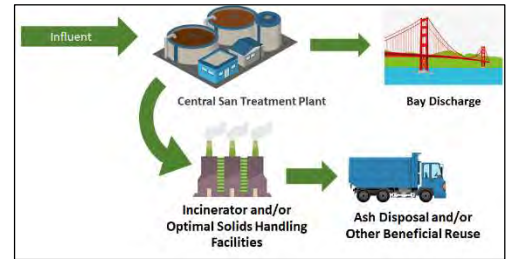 Influent
Central San Treatment Plant
Bay Discharge
Incinerator and/or
Optimal Solids Handling
Facilities
Ash Disposal and/or
Other Beneficial Reuse